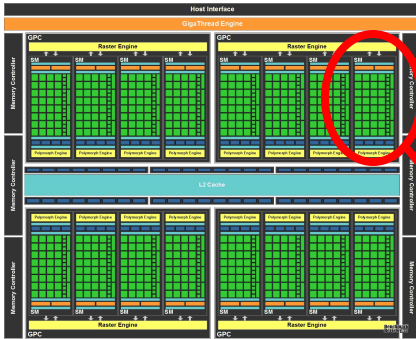 Host Interface
GigaThread Engine
GPC
GPC
Raster Engine
Raster Engine
SM SM SM SM
SM SM SM SM
Memory Controller
Memory Controller
Polymorph Engine Polymorph Engine Polymorph Engine Polymorph Engine
Polymorph Engine Polymorph Engine Polymorph Engine Polymorph Engine
Memory Controller
L2 Cache
Memory Controller
Polymorph Engine Polymorph Engine Polymorph Engine Polymorph Engine
Polymorph Engine Polymorph Engine Polymorph Engine Polymorph Engine
Memory Controller
Memory Controller
SM SM SM SM
SM SM SM SM
Raster Engine
Raster Engine
GPC
GPC